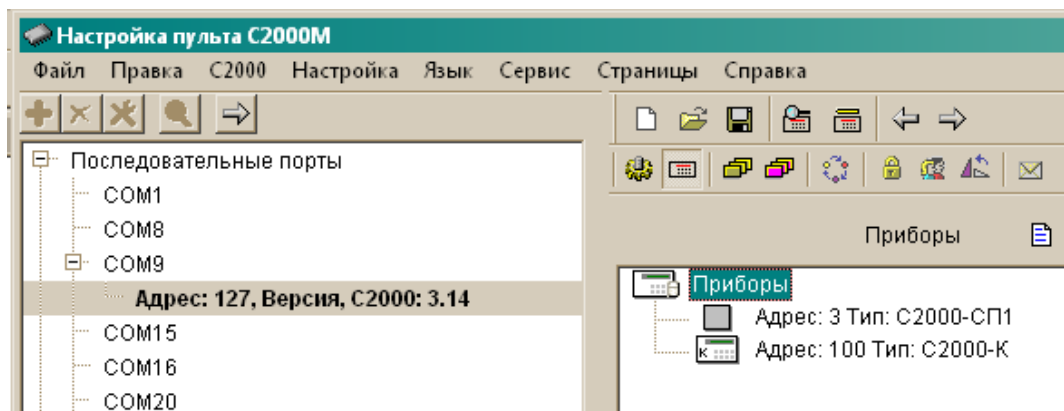 Настройка пульта С2000М
Файл Правка С2000 Настройка Язык Сервис Страницы Справка
Последовательные порты
COM1
COM8
COM9
Адрес: 127, Версия, С2000: 3.14
COM15
COM16
COM20
Приборы
Приборы
Адрес: 3 Тип: С2000-СП1
К
Адрес: 100 Тип: С2000-К